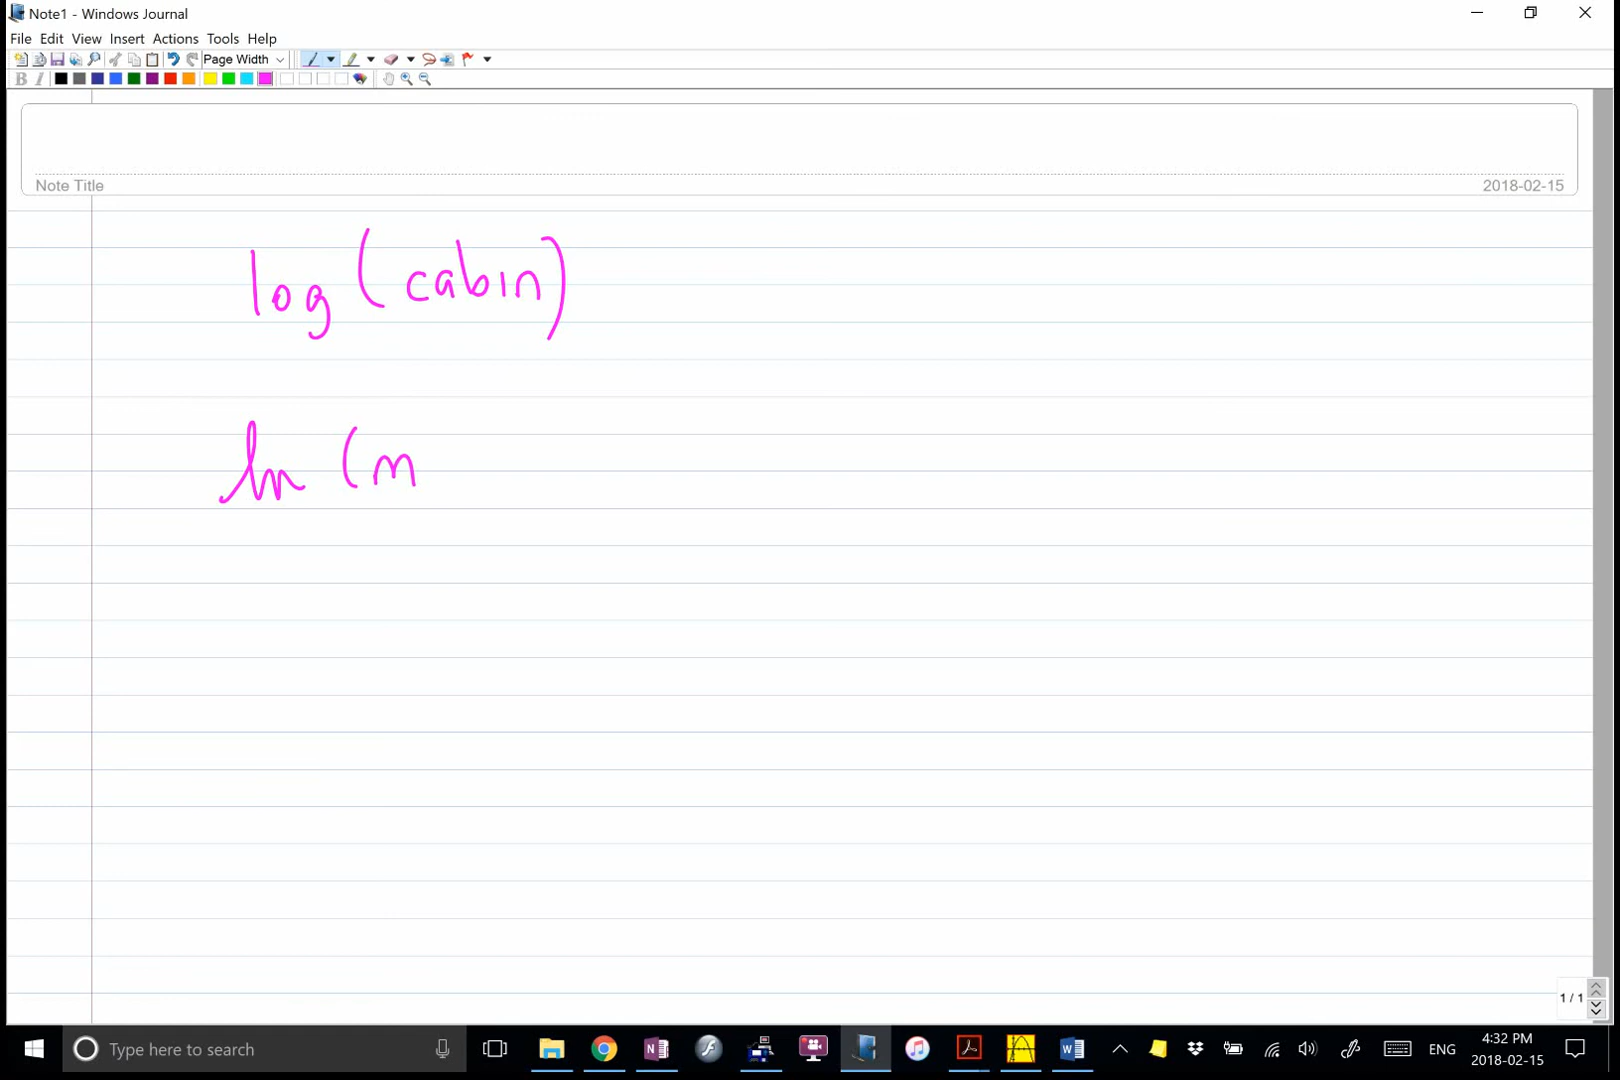 Note1 - Windows Journal
File Edit View Insert Actions Tools Help
Page Width
B I
Note Title
2018-02-15
log (cabin)
ln (m
1 / 1
Type here to search
ENG
4:32 PM
2018-02-15